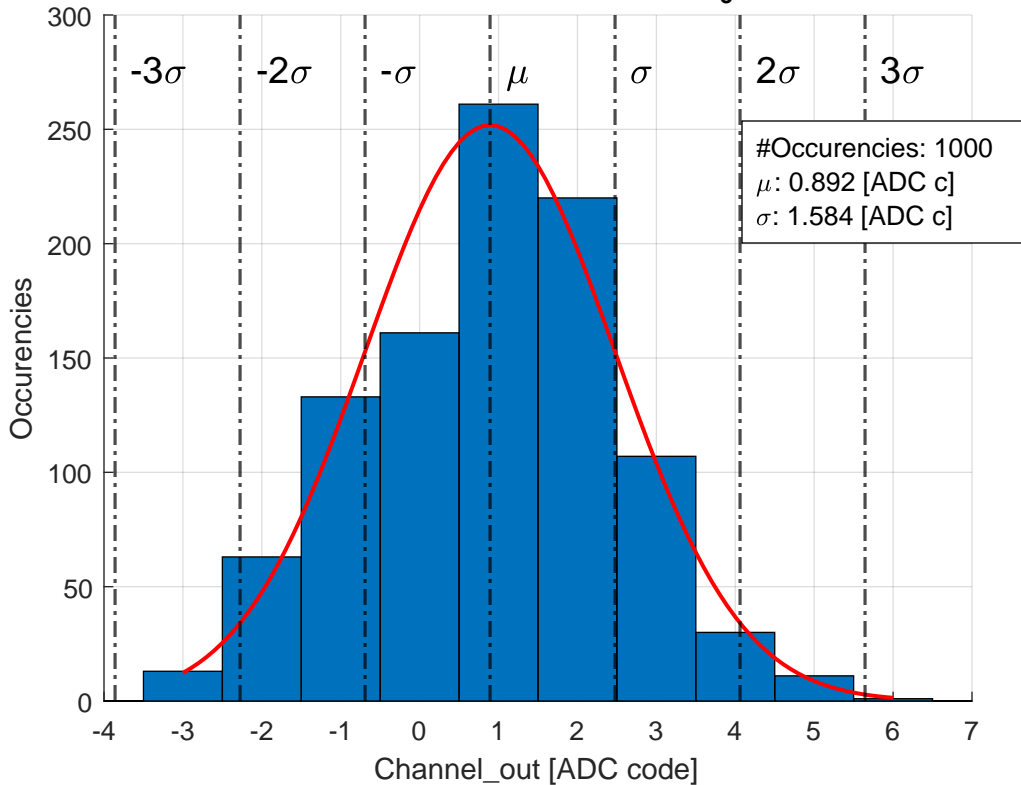 300
250
200
150
100
50
0
-4 -3 -2 -1 0 1 2 3 4 5 6 7
Occurencies
Channel_out [ADC code]
-3σ -2σ -σ μ σ 2σ 3σ
#Occurencies: 1000
μ: 0.892 [ADC c]
σ: 1.584 [ADC c]